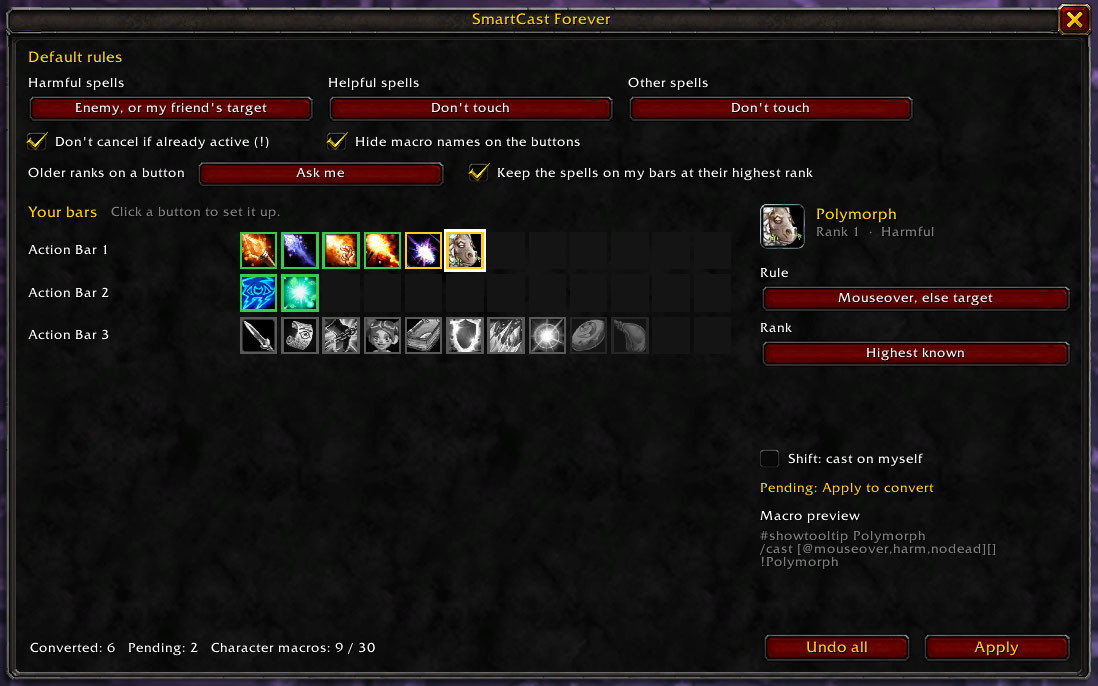 SmartCast Forever
Default rules
Harmful spells
Helpful spells
Other spells
Enemy, or my friend's target
Don't touch
Don't touch
Don't cancel if already active (!)
Hide macro names on the buttons
Older ranks on a button
Ask me
Keep the spells on my bars at their highest rank
Your bars
Click a button to set it up.
Action Bar 1
Action Bar 2
Action Bar 3
Polymorph
Rank 1 · Harmful
Rule
Mouseover, else target
Rank
Highest known
Shift: cast on myself
Pending: Apply to convert
Macro preview
#showtooltip Polymorph
/cast [@mouseover,harm,nodead][]
!Polymorph
Converted: 6
Pending: 2
Character macros: 9 / 30
Undo all
Apply